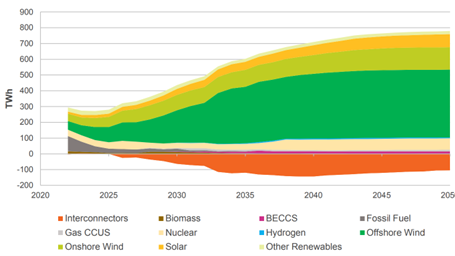 900
800
700
600
500
400
300
200
100
0
-100
-200
TWh
2020 2025 2030 2035 2040 2045 205
Interconnectors Biomass BECCS Fossil Fuel
Gas CCUS Nuclear Hydrogen Offshore Wind
Onshore Wind Solar Other Renewables